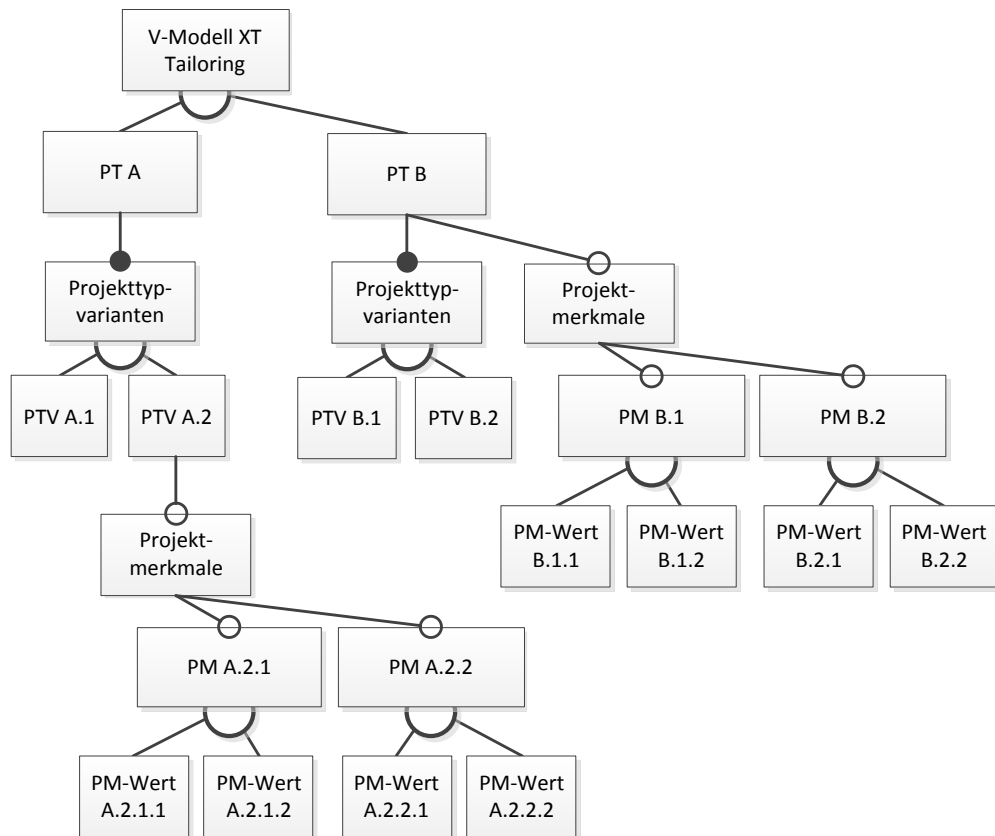 V-Modell XT
Tailoring
PT A
PT B
Projekttyp-
varianten
Projekttyp-
varianten
Projekt-
merkmale
PTV A.1
PTV A.2
PTV B.1
PTV B.2
PM B.1
PM B.2
Projekt-
merkmale
PM-Wert
B.1.1
PM-Wert
B.1.2
PM-Wert
B.2.1
PM-Wert
B.2.2
PM A.2.1
PM A.2.2
PM-Wert
A.2.1.1
PM-Wert
A.2.1.2
PM-Wert
A.2.2.1
PM-Wert
A.2.2.2